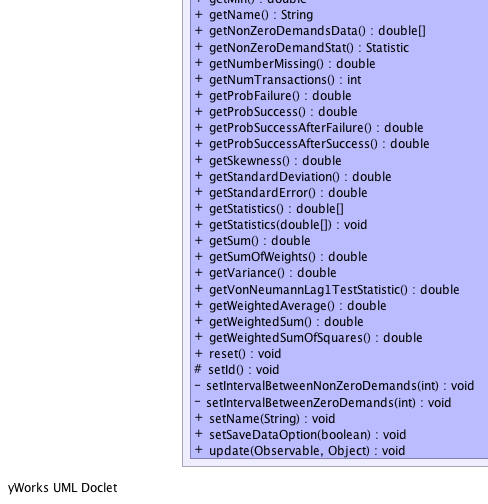 + getMin() : double
+ getName() : String
+ getNonZeroDemandsData() : double[]
+ getNonZeroDemandStat() : Statistic
+ getNumberMissing() : double
+ getNumTransactions() : int
+ getProbFailure() : double
+ getProbSuccess() : double
+ getProbSuccessAfterFailure() : double
+ getProbSuccessAfterSuccess() : double
+ getSkewness() : double
+ getStandardDeviation() : double
+ getStandardError() : double
+ getStatistics() : double[]
+ getStatistics(double[]) : void
+ getSum() : double
+ getSumOfWeights() : double
+ getVariance() : double
+ getVonNeumannLag1TestStatistic() : double
+ getWeightedAverage() : double
+ getWeightedSum() : double
+ getWeightedSumOfSquares() : double
+ reset() : void
# setId() : void
- setIntervalBetweenNonZeroDemands(int) : void
- setIntervalBetweenZeroDemands(int) : void
+ setName(String) : void
+ setSaveDataOption(boolean) : void
+ update(Observable, Object) : void
yWorks UML Doclet